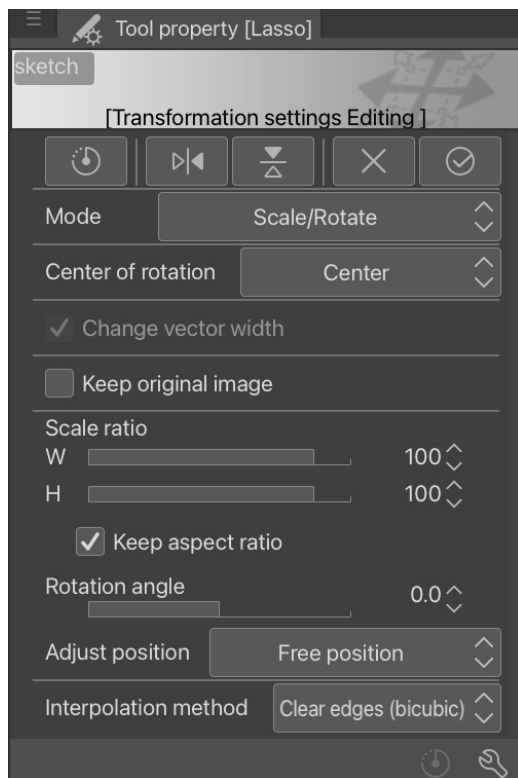 Tool property [Lasso]
sketch
[Transformation settings Editing ]
Mode Scale/Rotate
Center of rotation Center
Change vector width
Keep original image
Scale ratio
W 100
H 100
Keep aspect ratio
Rotation angle 0.0
Adjust position Free position
Interpolation method Clear edges (bicubic)